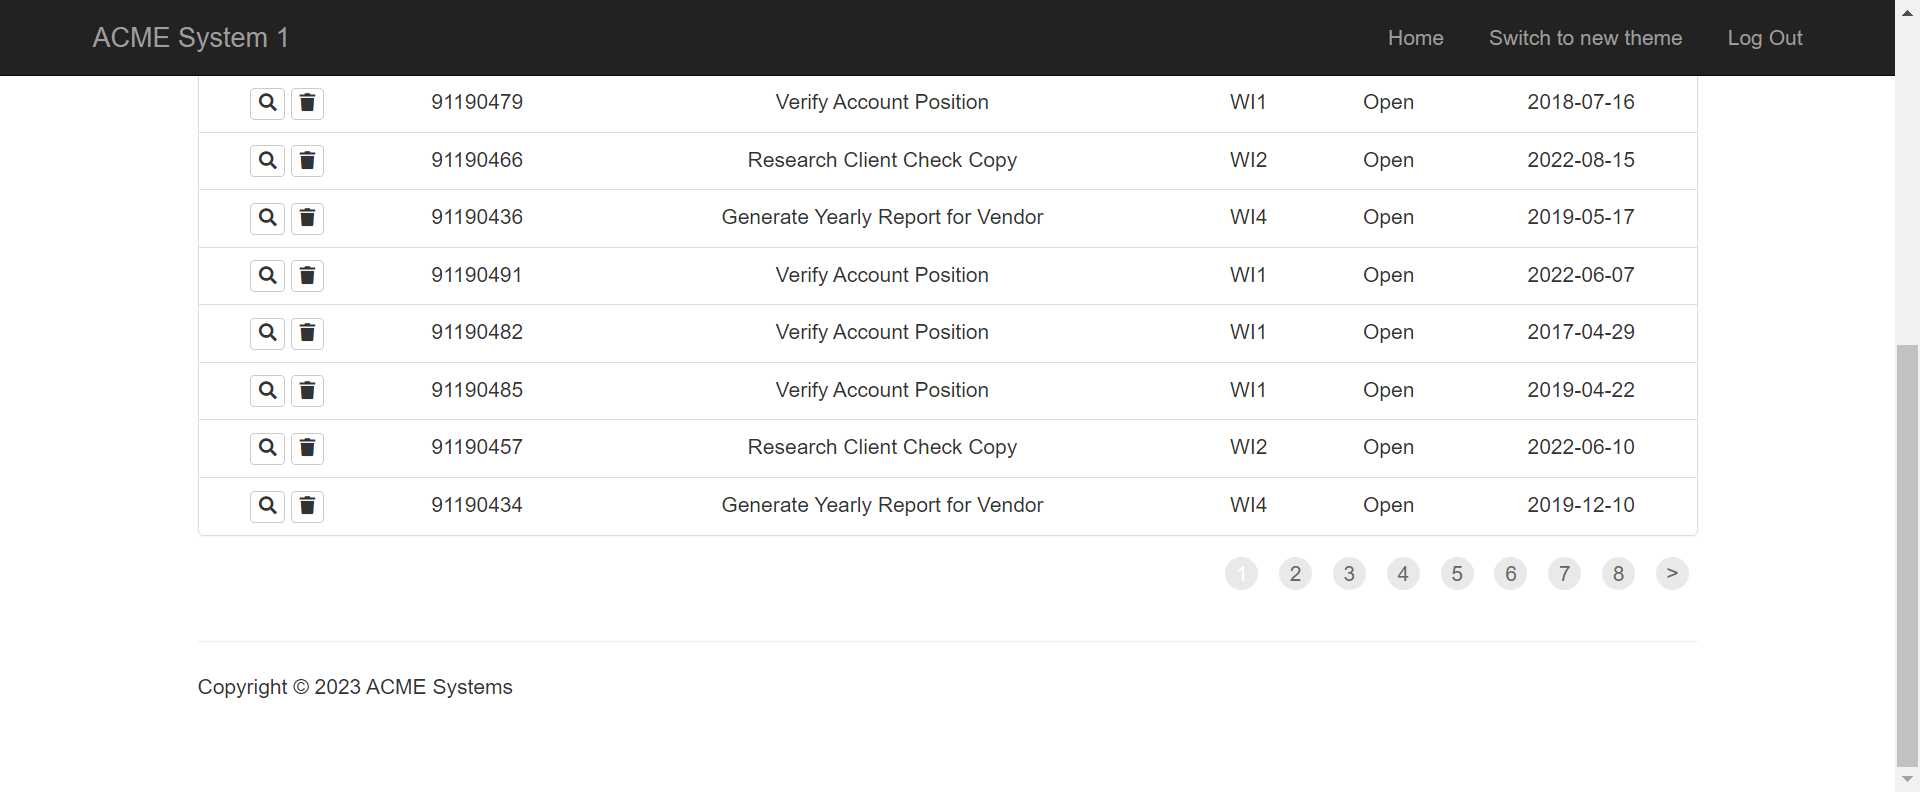 ACME System 1 Home Switch to new theme Log Out
91190479 Verify Account Position WI1 Open 2018-07-16
91190466 Research Client Check Copy WI2 Open 2022-08-15
91190436 Generate Yearly Report for Vendor WI4 Open 2019-05-17
91190491 Verify Account Position WI1 Open 2022-06-07
91190482 Verify Account Position WI1 Open 2017-04-29
91190485 Verify Account Position WI1 Open 2019-04-22
91190457 Research Client Check Copy WI2 Open 2022-06-10
91190434 Generate Yearly Report for Vendor WI4 Open 2019-12-10
1 2 3 4 5 6 7 8 >
Copyright © 2023 ACME Systems